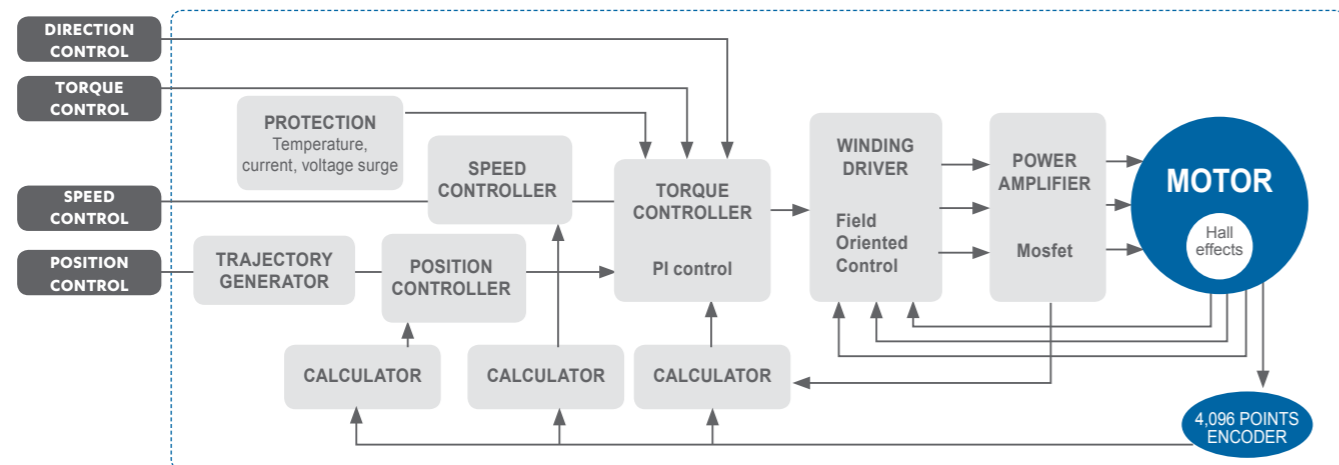 DIRECTION
CONTROL
TORQUE
CONTROL
PROTECTION
Temperature,
current, voltage surge
SPEED
CONTROL
SPEED
CONTROLLER
POSITION
CONTROL
TRAJECTORY
GENERATOR
POSITION
CONTROLLER
TORQUE
CONTROLLER
PI control
WINDING
DRIVER
Field
Oriented
Control
POWER
AMPLIFIER
Mosfet
MOTOR
Hall
effects
CALCULATOR
CALCULATOR
CALCULATOR
4,096 POINTS
ENCODER